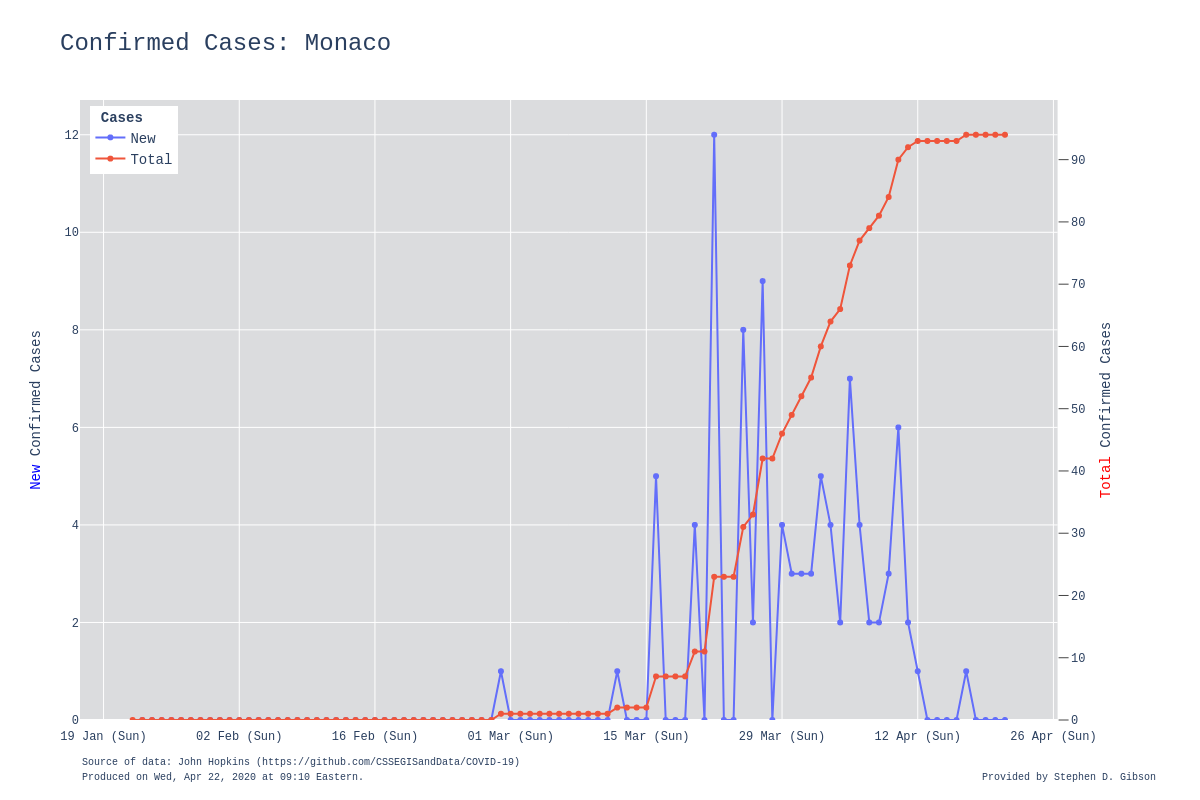 Confirmed Cases: Monaco
Cases
New
Total
12
10
8
6
4
2
0
90
80
70
60
50
40
30
20
10
0
New Confirmed Cases
Total Confirmed Cases
19 Jan (Sun) 02 Feb (Sun) 16 Feb (Sun) 01 Mar (Sun) 15 Mar (Sun) 29 Mar (Sun) 12 Apr (Sun) 26 Apr (Sun)
Source of data: John Hopkins (https://github.com/CSSEGISandData/COVID-19)
Produced on Wed, Apr 22, 2020 at 09:10 Eastern.
Provided by Stephen D. Gibson